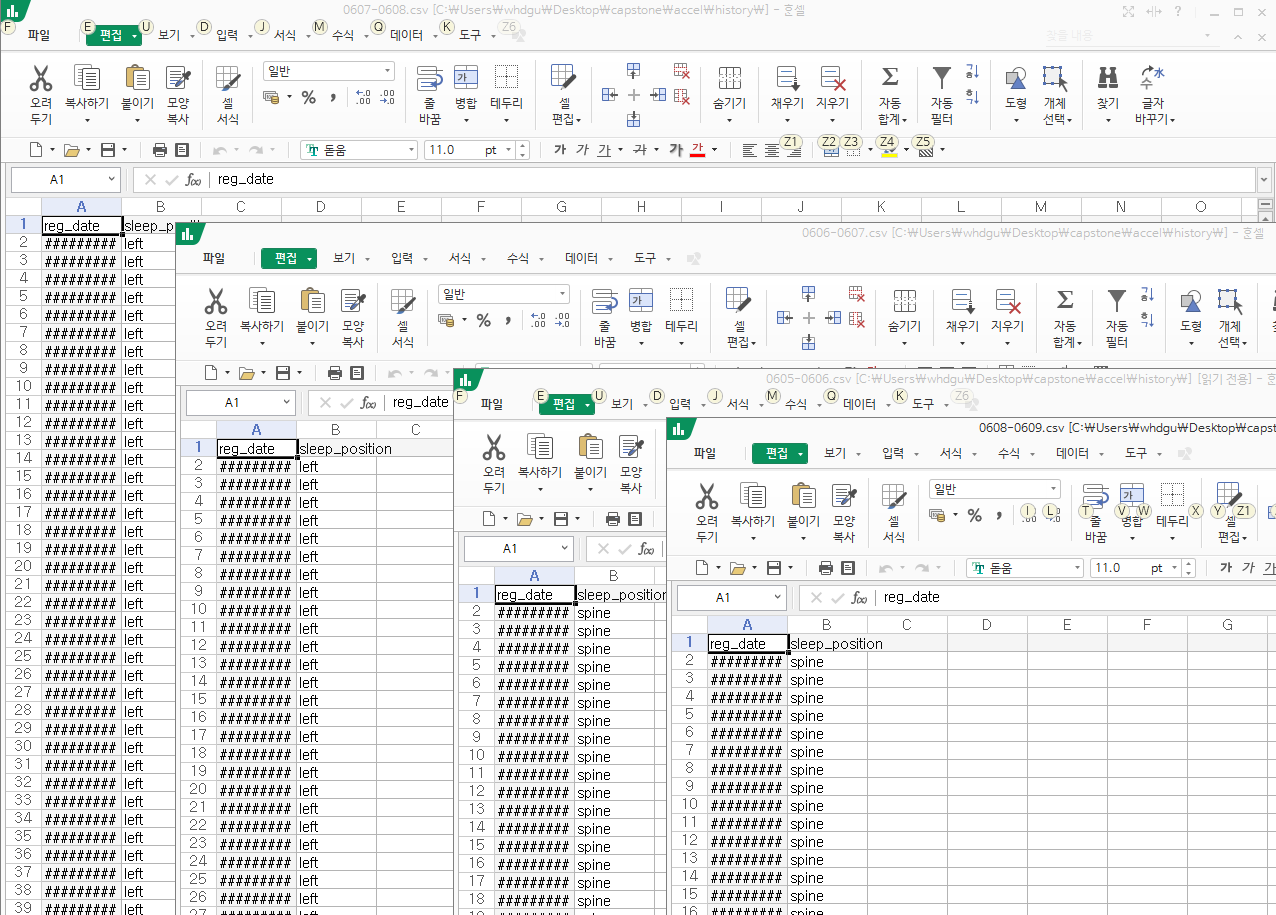 0607-0608.csv [C:₩Users₩whdgu₩Desktop₩capstone₩accel₩history₩] - 훈셀
F 파일 E 편집 U 보기 D 입력 J 서식 M 수식 Q 데이터 K 도구 Z6
찾을 내용
오려 두기 복사하기 붙이기 모양 복사 셀 서식 일반 % , 줄 바꿈 병합 테두리 셀 편집 숨기기 채우기 지우기 자동 합계 자동 필터 도형 개체 선택 찾기 글자 바꾸기
돋움 11.0 pt 가 가 가 가 가 가 Z1 Z2 Z3 Z4 Z5
A1 fx reg_date
A B C D E F G H I J K L M N O
1 reg_date sleep_p
2 ######## left
3 ######## left
4 ######## left
5 ######## left
6 ######## left
7 ######## left
8 ######## left
9 ######## left
10 ######## left
11 ######## left
12 ######## left
13 ######## left
14 ######## left
15 ######## left
16 ######## left
17 ######## left
18 ######## left
19 ######## left
20 ######## left
21 ######## left
22 ######## left
23 ######## left
24 ######## left
25 ######## left
26 ######## left
27 ######## left
28 ######## left
29 ######## left
30 ######## left
31 ######## left
32 ######## left
33 ######## left
34 ######## left
35 ######## left
36 ######## left
37 ######## left
38 ######## left
39 ######## left
0606-0607.csv [C:₩Users₩whdgu₩Desktop₩capstone₩accel₩history₩] - 훈셀
파일 편집 보기 입력 서식 수식 데이터 도구
오려 두기 복사하기 붙이기 모양 복사 셀 서식 일반 % , 줄 바꿈 병합 테두리 셀 편집 숨기기 채우기 지우기 자동 합계 자동 필터 도형 개체 선택
A1 fx reg_date
A B C
1 reg_date sleep_position
2 ######## left
3 ######## left
4 ######## left
5 ######## left
6 ######## left
7 ######## left
8 ######## left
9 ######## left
10 ######## left
11 ######## left
12 ######## left
13 ######## left
14 ######## left
15 ######## left
16 ######## left
17 ######## left
18 ######## left
19 ######## left
20 ######## left
21 ######## left
22 ######## left
23 ######## left
24 ######## left
25 ######## left
26 ######## left
27 ######## left
0605-0606.csv [C:₩Users₩whdgu₩Desktop₩capstone₩accel₩history₩] [읽기 전용] - 훈
F 파일 E 편집 U 보기 D 입력 J 서식 M 수식 Q 데이터 K 도구 Z6
오려 두기 복사하기 붙이기 모양 복사
A1 fx
A B
1 reg_date sleep_position
2 ######## spine
3 ######## spine
4 ######## spine
5 ######## spine
6 ######## spine
7 ######## spine
8 ######## spine
9 ######## spine
10 ######## spine
11 ######## spine
12 ######## spine
13 ######## spine
14 ######## spine
15 ######## spine
16 ######## spine
17 ######## spine
18 ######## spine
0608-0609.csv [C:₩Users₩whdgu₩Desktop₩capst
파일 편집 보기 입력 서식 수식 데이터 도구
오려 두기 복사하기 붙이기 모양 복사 셀 서식 일반 % , I L T 줄 바꿈 V W 병합 테두리 X Y Z1 셀 편집
돋움 11.0 pt 가 가 가
A1 fx reg_date
A B C D E F G
1 reg_date sleep_position
2 ######## spine
3 ######## spine
4 ######## spine
5 ######## spine
6 ######## spine
7 ######## spine
8 ######## spine
9 ######## spine
10 ######## spine
11 ######## spine
12 ######## spine
13 ######## spine
14 ######## spine
15 ######## spine
16 ######## spine